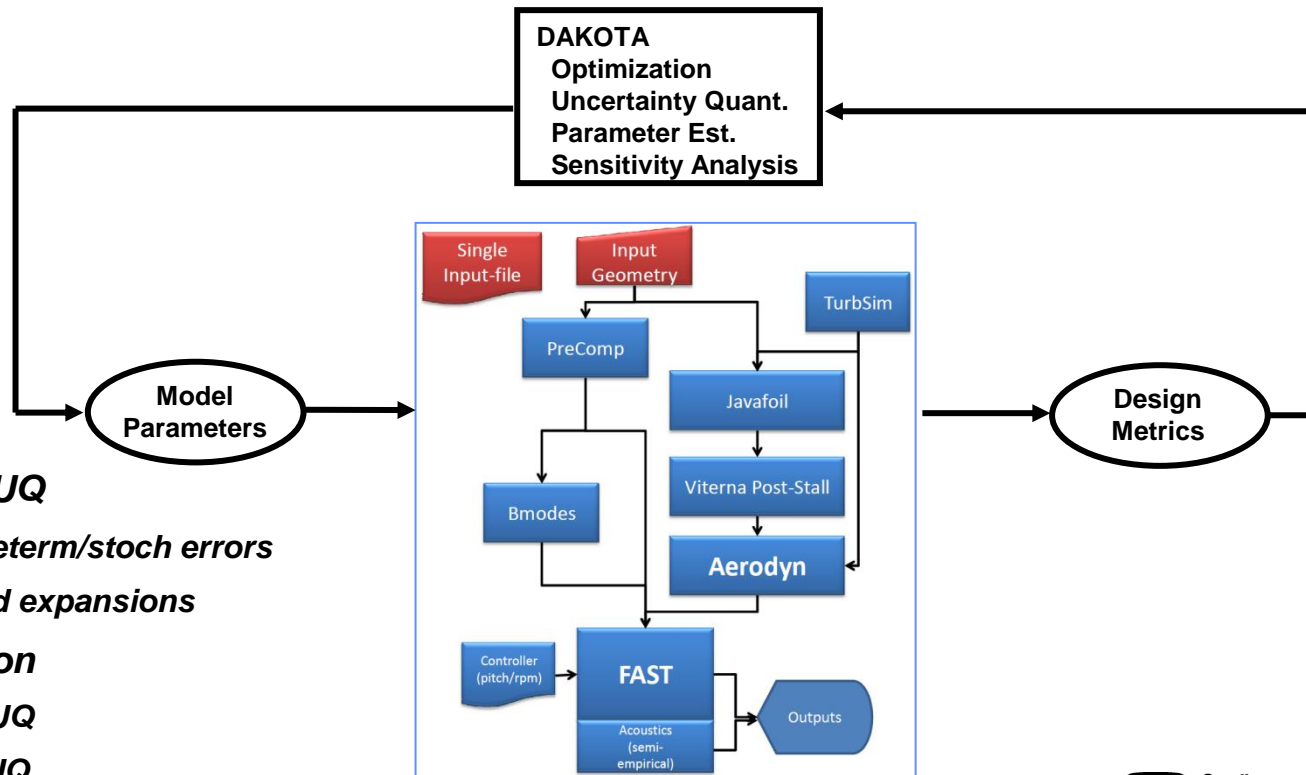 DAKOTA
Optimization
Uncertainty Quant.
Parameter Est.
Sensitivity Analysis
Single
Input-file
Input
Geometry
TurbSim
PreComp
Model
Parameters
Javafoil
Design
Metrics
Viterna Post-Stall
Bmodes
UQ
eterm/stoch errors
Aerodyn
d expansions
on
Controller
(pitch/rpm)
FAST
UQ
Outputs
Acoustics
(semi-
empirical)